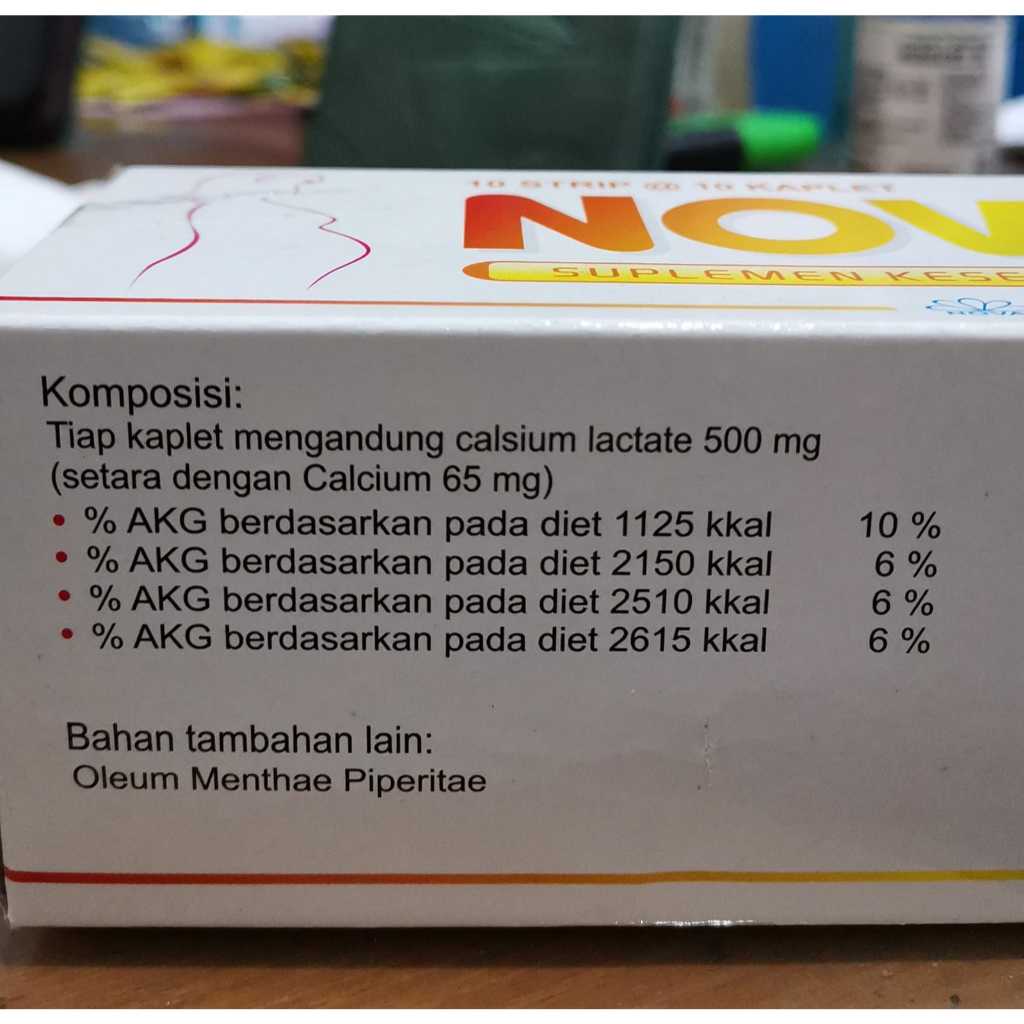 10 STRIP @ 10 KAPLET
NOV
SUPLEMEN KESE
NOVA
Komposisi:
Tiap kaplet mengandung calsium lactate 500 mg
(setara dengan Calcium 65 mg)
• % AKG berdasarkan pada diet 1125 kkal 10 %
• % AKG berdasarkan pada diet 2150 kkal 6 %
• % AKG berdasarkan pada diet 2510 kkal 6 %
• % AKG berdasarkan pada diet 2615 kkal 6 %
Bahan tambahan lain:
Oleum Menthae Piperitae